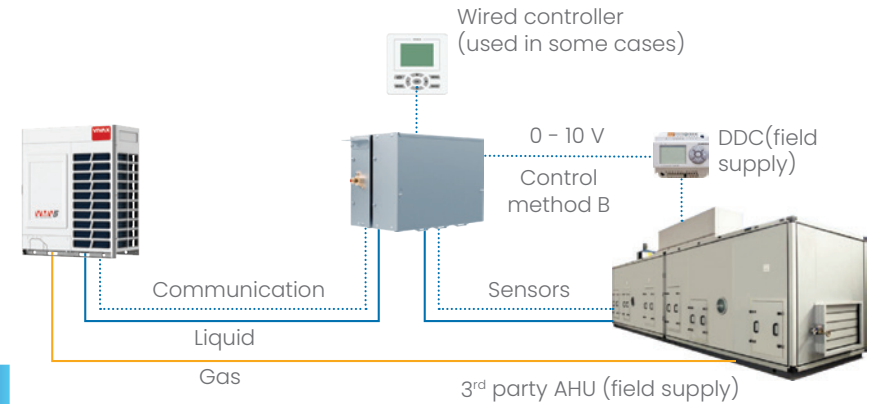 Wired controller
(used in some cases)
VIVAX
0 - 10 V
DDC(field
supply)
Control
method B
Communication
Sensors
Liquid
Gas
3rd party AHU (field supply)